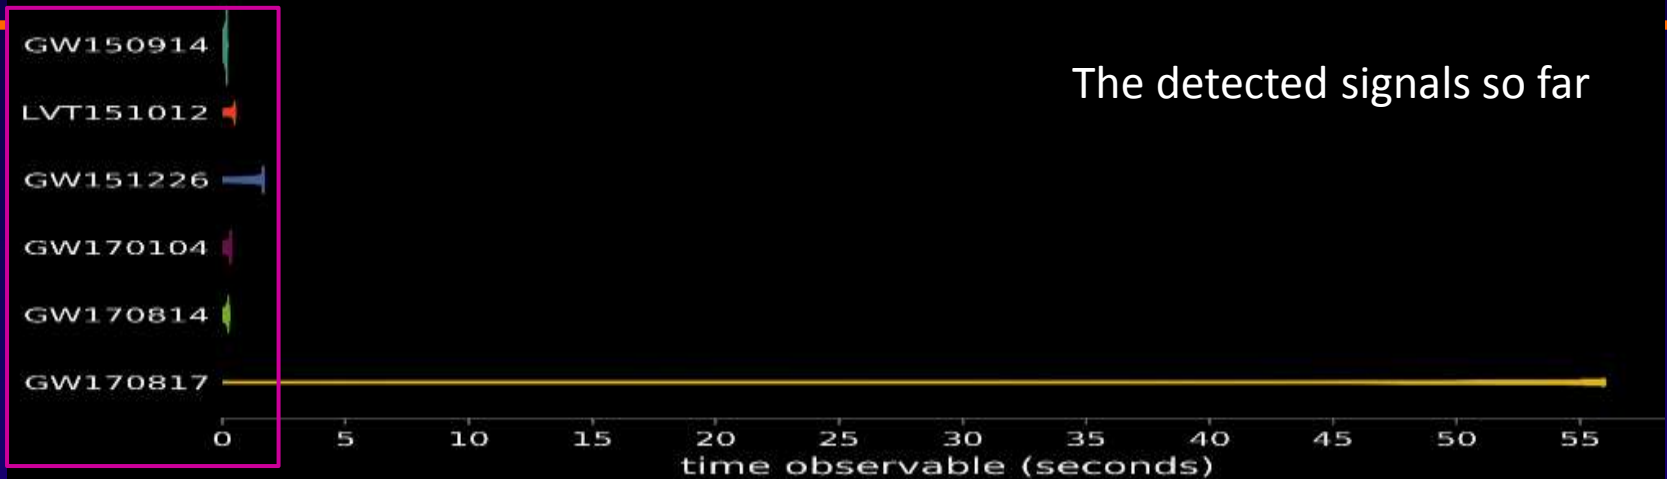 GW150914
The detected signals so far
LVT151012
GW151226
GW170104
GW170814
GW170817
0 5 10 15 20 25 30 35 40 45 50 55
time observable (seconds)